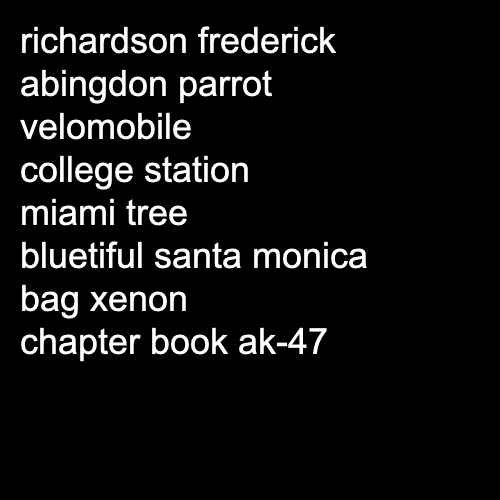 richardson frederick
abingdon parrot
velomobile
college station
miami tree
bluetiful santa monica
bag xenon
chapter book ak-47